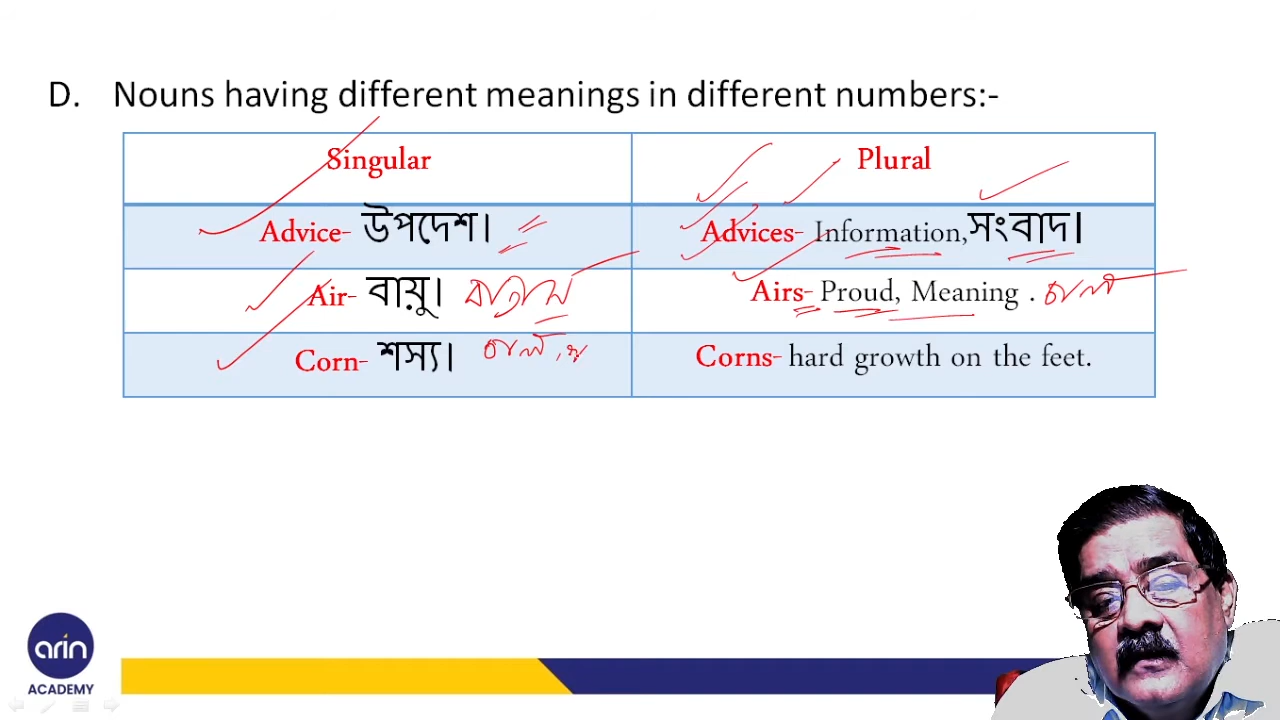 D. Nouns having different meanings in different numbers:-
Singular Plural
Advice- উপদেশ। Advices- Information, সংবাদ।
Air- বায়ু। বাতাস Airs- Proud, Meaning .
Corn- শস্য। Corns- hard growth on the feet.
arin
ACADEMY